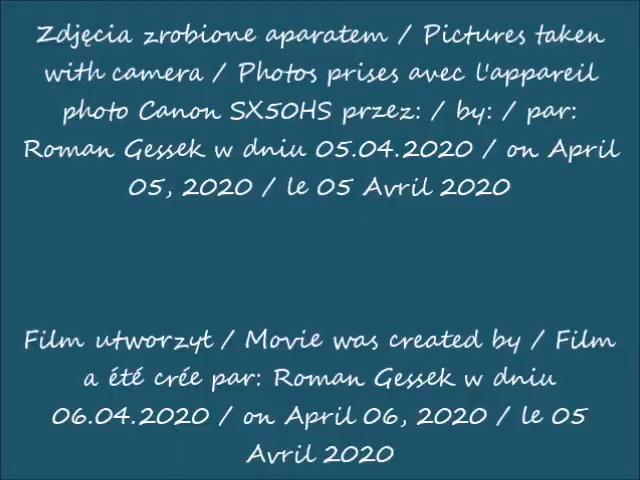 Zdjęcia zrobione aparatem / Pictures taken
with camera / Photos prises avec l'appareil
photo Canon SX50HS przez: / by: / par:
Roman Gessek w dniu 05.04.2020 / on April
05, 2020 / le 05 Avril 2020
Film utworzył / Movie was created by / Film
a été crée par: Roman Gessek w dniu
06.04.2020 / on April 06, 2020 / le 05
Avril 2020